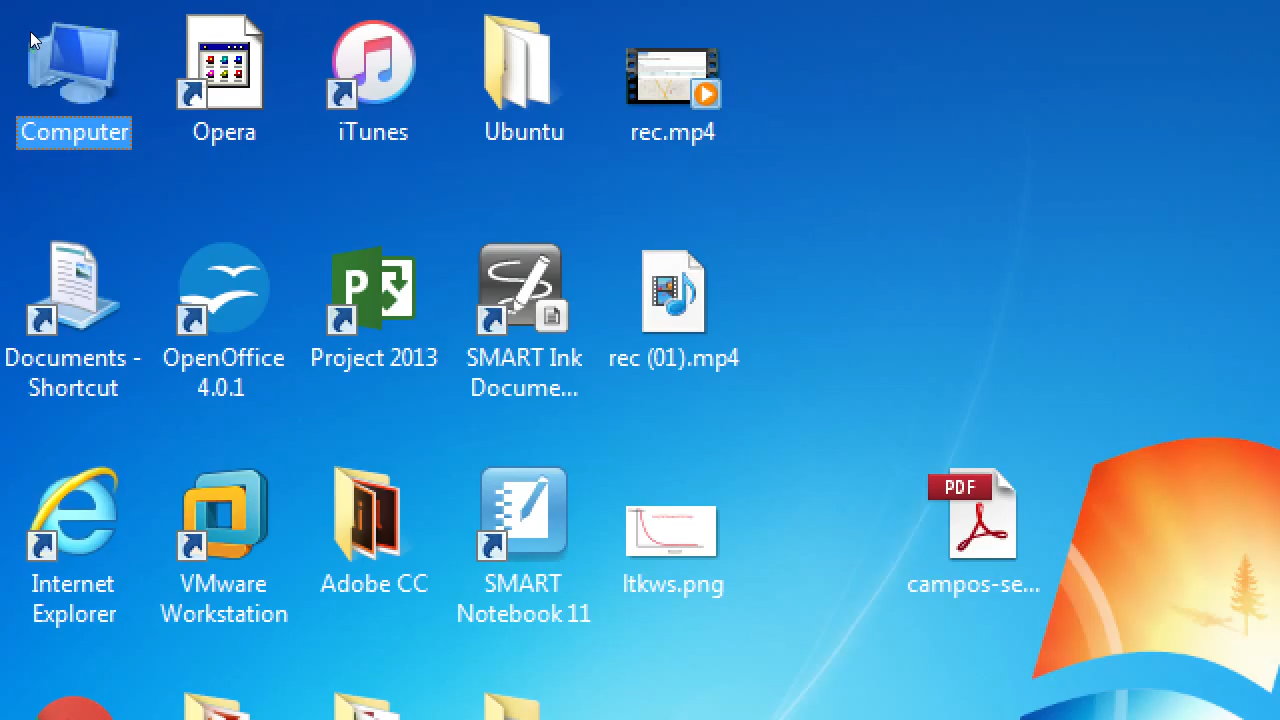 Computer
Opera
iTunes
Ubuntu
rec.mp4
Documents -
Shortcut
OpenOffice
4.0.1
P
Project 2013
SMART Ink
Docume...
rec (01).mp4
Internet
Explorer
VMware
Workstation
Adobe CC
SMART
Notebook 11
ltkws.png
PDF
campos-se...